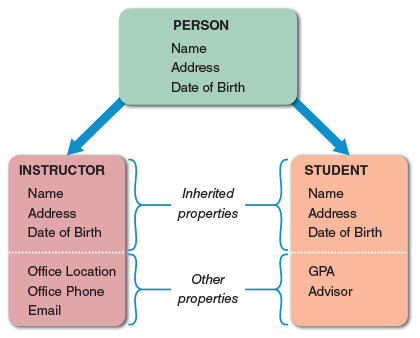 PERSON
Name
Address
Date of Birth
INSTRUCTOR
Name
Address
Date of Birth
Office Location
Office Phone
Email
Inherited
properties
Other
properties
STUDENT
Name
Address
Date of Birth
GPA
Advisor